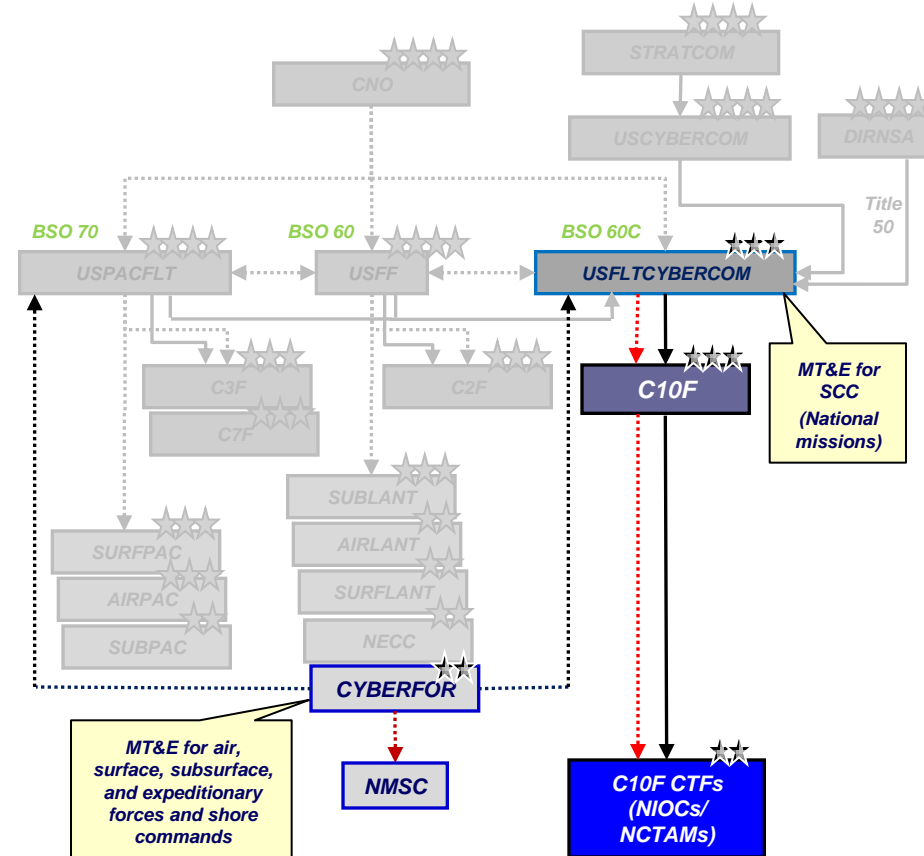 STRATCOM
CNO
USCYBERCOM
DIRNSA
Title
50
BSO 70
BSO 60
BSO 60C
USPACFLT
USFF
USFLTCYBERCOM
C3F
C2F
C10F
MT&E for
SCC
(National
missions)
C7F
SUBLANT
SURFPAC
AIRLANT
AIRPAC
SURFLANT
SUBPAC
NECC
CYBERFOR
MT&E for air,
surface, subsurface,
and expeditionary
forces and shore
commands
NMSC
C10F CTFs
(NIOCs/
NCTAMs)